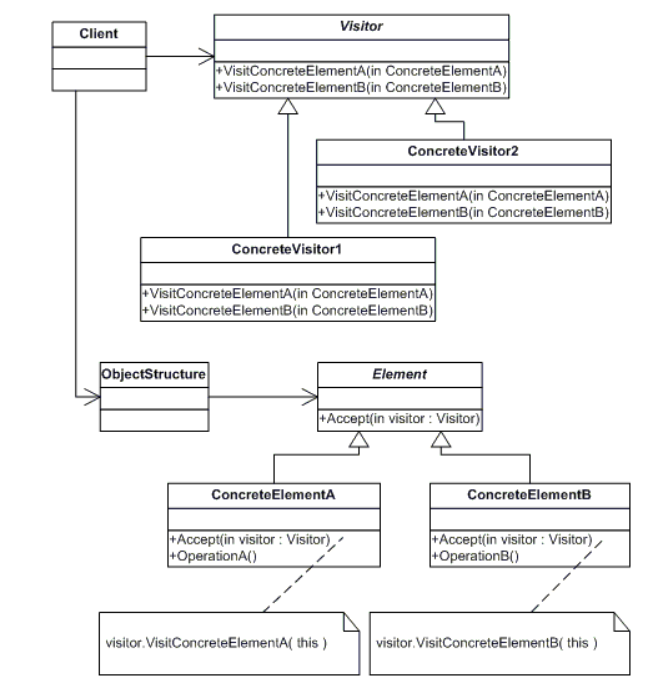 Client
Visitor
+VisitConcreteElementA(in ConcreteElementA)
+VisitConcreteElementB(in ConcreteElementB)
ConcreteVisitor2
+VisitConcreteElementA(in ConcreteElementA)
+VisitConcreteElementB(in ConcreteElementB)
ConcreteVisitor1
+VisitConcreteElementA(in ConcreteElementA)
+VisitConcreteElementB(in ConcreteElementB)
ObjectStructure
Element
+Accept(in visitor : Visitor)
ConcreteElementA
+Accept(in visitor : Visitor)
+OperationA()
ConcreteElementB
+Accept(in visitor : Visitor)
+OperationB()
visitor.VisitConcreteElementA( this )
visitor.VisitConcreteElementB( this )